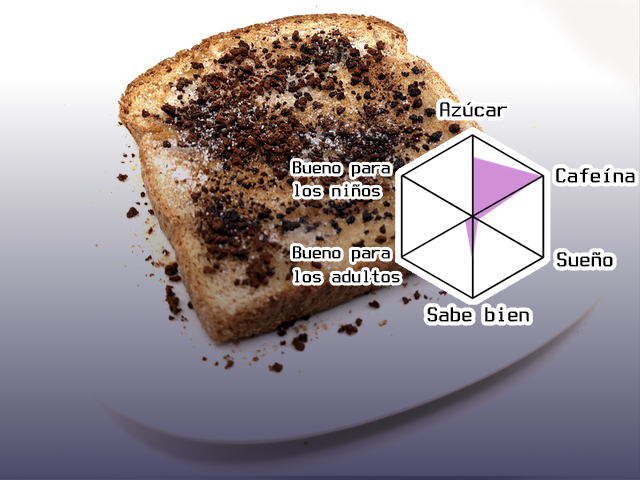 Azúcar
Cafeína
Sueño
Sabe bien
Bueno para
los adultos
Bueno para
los niños